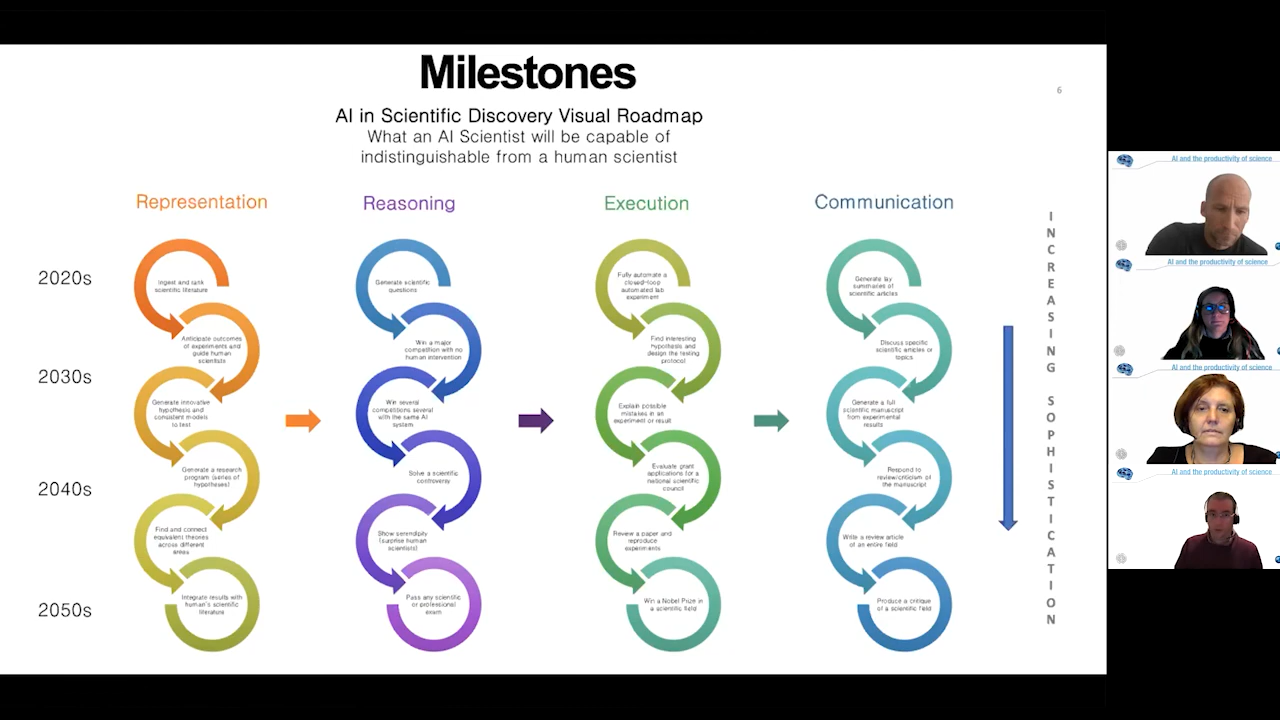 Milestones
6
AI in Scientific Discovery Visual Roadmap
What an AI Scientist will be capable of
indistinguishable from a human scientist
Representation
Reasoning
Execution
Communication
2020s
2030s
2040s
2050s
Ingest and rank
scientific literature
Anticipate outcomes
of experiments and
guide human
scientists
Generate innovative
hypothesis and
consistent models
to test
Generate a research
program (series of
hypotheses)
Find and connect
equivalent theories
across different
areas
Integrate results with
human's scientific
literature
Generate scientific
questions
Win a major
competition with no
human intervention
Win several
competitions several
with the same AI
system
Solve a scientific
controversy
Show serendipity
(surprise human
scientists)
Pass any scientific
or professional
exam
Fully automate a
closed-loop
automated lab
experiment
Find interesting
hypothesis and
design the testing
protocol
Explain possible
mistakes in an
experiment or result
Evaluate grant
applications for a
national scientific
council
Review a paper and
reproduce
experiments
Win a Nobel Prize in
a scientific field
Generate lay
summaries of
scientific articles
Discuss specific
scientific articles or
topics
Generate a full
scientific manuscript
from experimental
results
Respond to
review/criticism of
the manuscript
Write a review article
of an entire field
Produce a critique
of a scientific field
INCREASING SOPHISTICATION
AI and the productivity of science
AI and the productivity of science
AI and the productivity of science
AI and the productivity of science